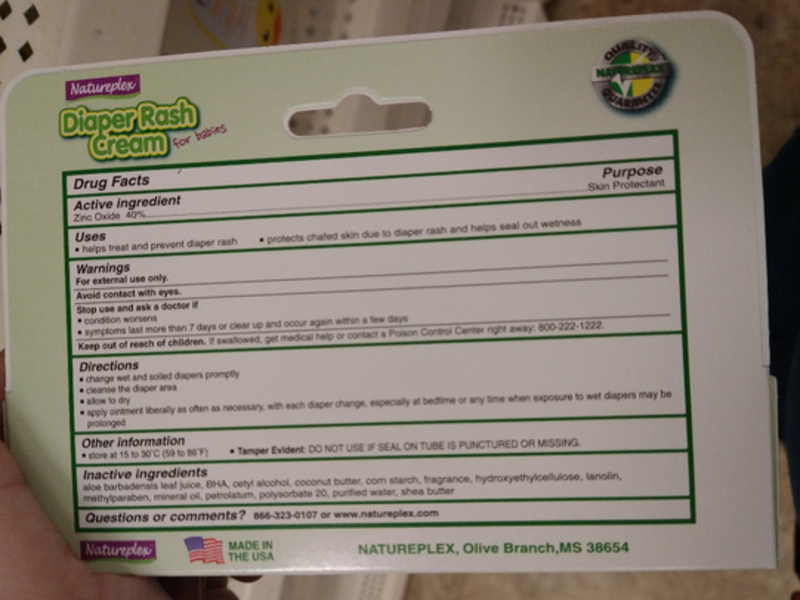 Natureplex
QUALITY
NATUREPLEX
GUARANTEE
Diaper Rash
Cream for babies
Drug Facts
Active ingredient Purpose
Zinc Oxide 40%..........Skin Protectant
Uses
▪ helps treat and prevent diaper rash ▪ protects chafed skin due to diaper rash and helps seal out wetness
Warnings
For external use only.
Avoid contact with eyes.
Stop use and ask a doctor if
▪ condition worsens
▪ symptoms last more than 7 days or clear up and occur again within a few days
Keep out of reach of children. If swallowed, get medical help or contact a Poison Control Center right away: 800-222-1222.
Directions
▪ change wet and soiled diapers promptly
▪ cleanse the diaper area
▪ allow to dry
▪ apply ointment liberally as often as necessary, with each diaper change, especially at bedtime or any time when exposure to wet diapers may be
prolonged
Other information
▪ store at 15 to 30˚C (59 to 86˚F) ▪ Tamper Evident: DO NOT USE IF SEAL ON TUBE IS PUNCTURED OR MISSING.
Inactive ingredients
aloe barbadensis leaf juice, BHA, cetyl alcohol, coconut butter, corn starch, fragrance, hydroxyethylcellulose, lanolin,
methylparaben, mineral oil, petrolatum, polysorbate 20, purified water, shea butter
Questions or comments? 866-323-0107 or www.natureplex.com
Natureplex MADE IN
THE USA
NATUREPLEX, Olive Branch,MS 38654